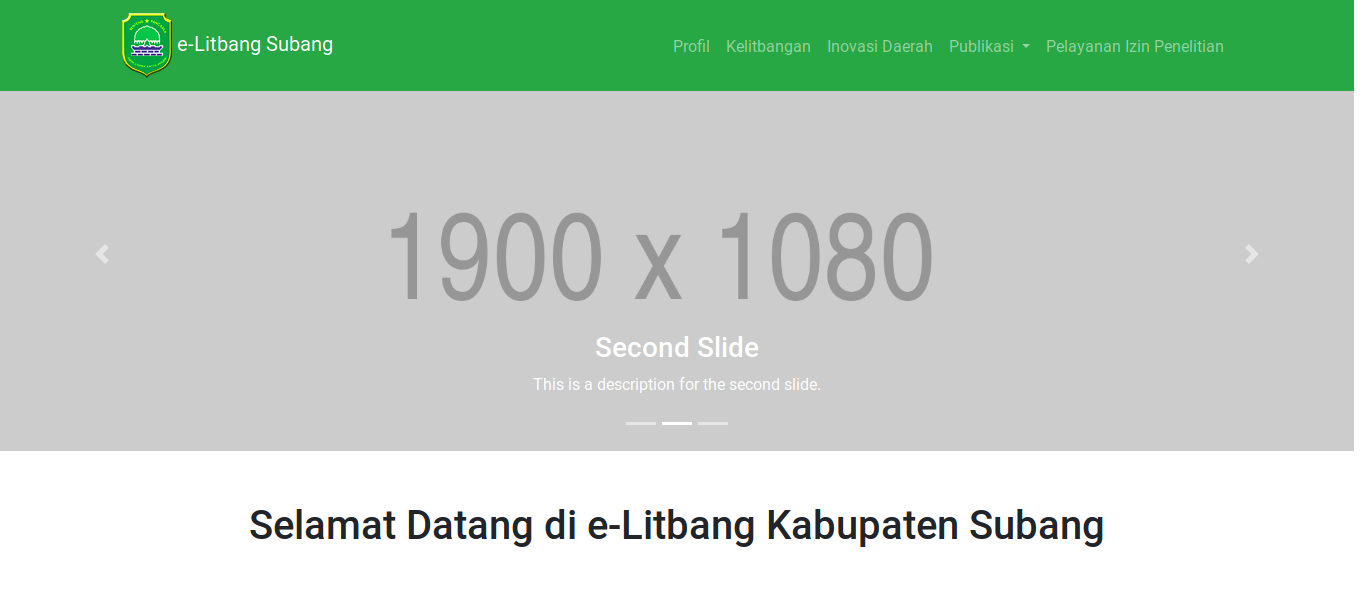 e-Litbang Subang
Profil Kelitbangan Inovasi Daerah Publikasi Pelayanan Izin Penelitian
1900 x 1080
Second Slide
This is a description for the second slide.
Selamat Datang di e-Litbang Kabupaten Subang